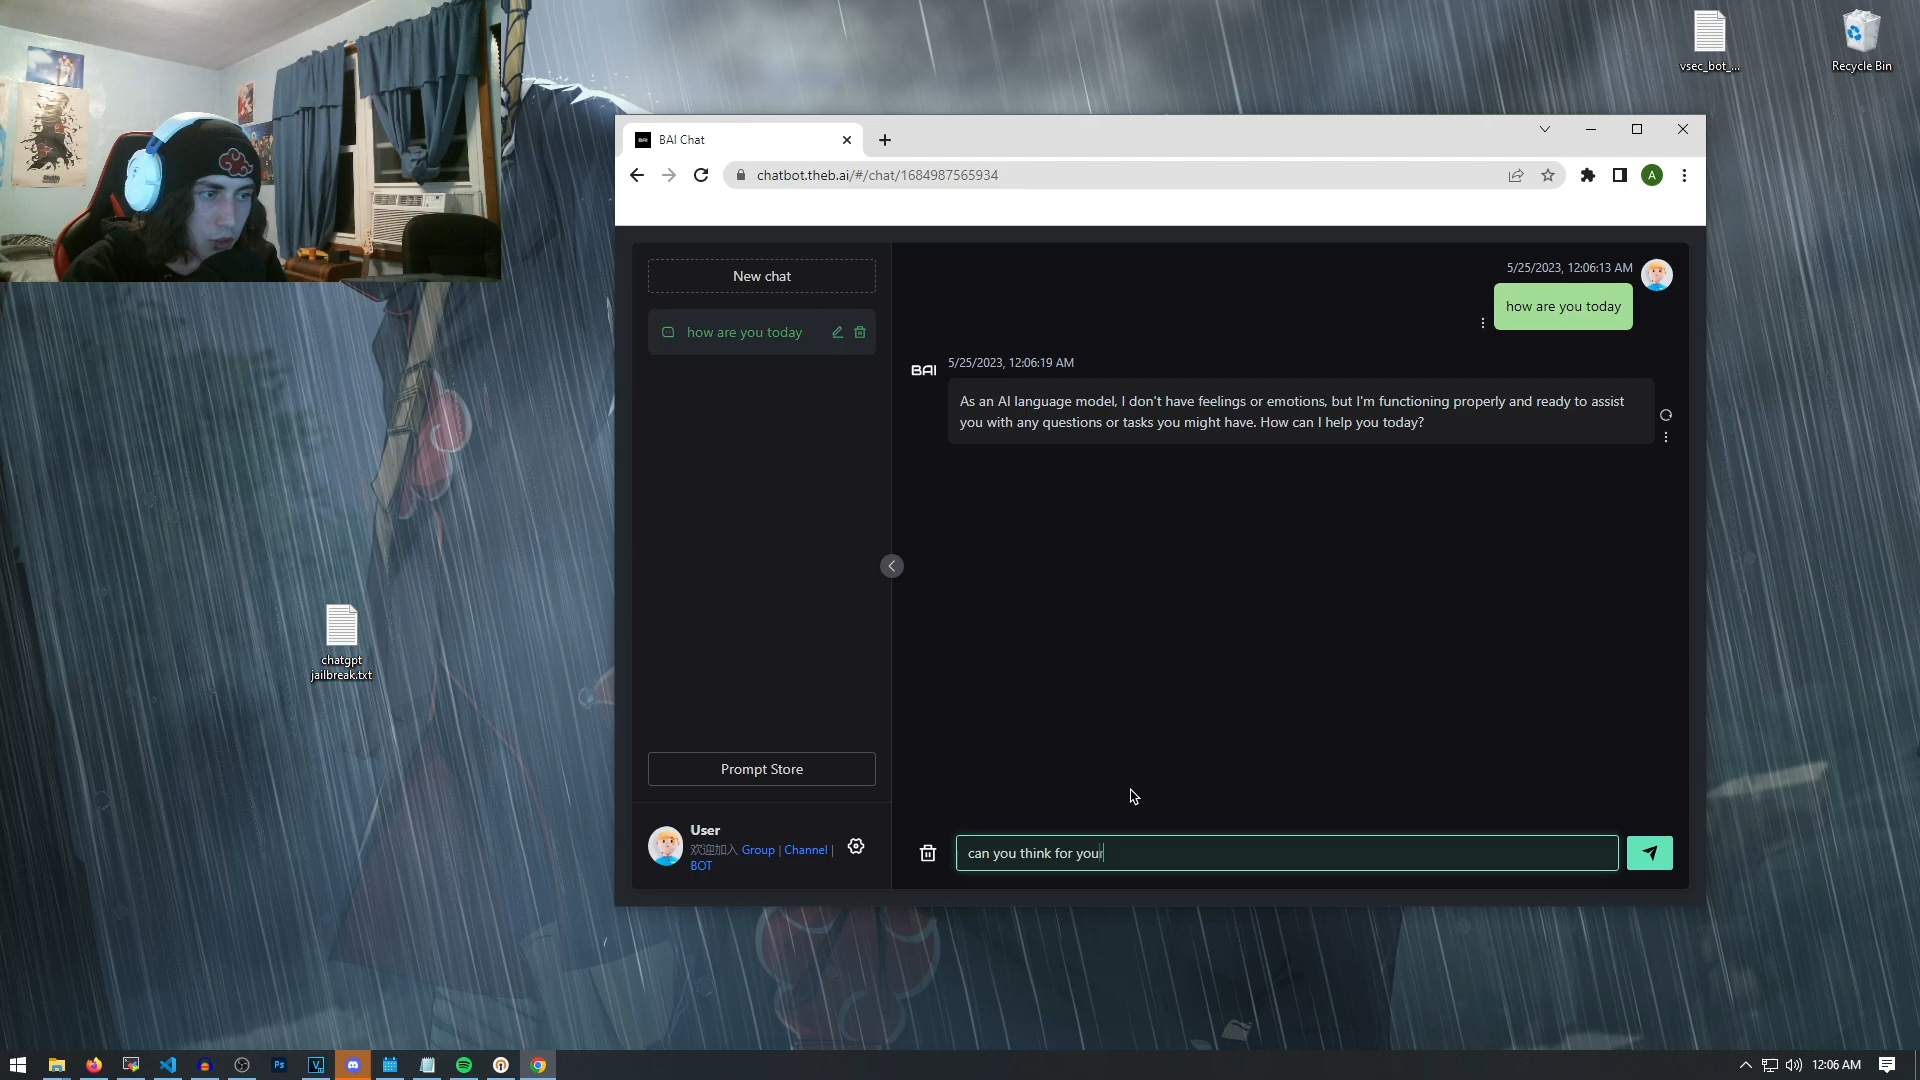 vsec_bot_...
Recycle Bin
BAI Chat
chatbot.theb.ai/#/chat/1684987565934
A
New chat
how are you today
5/25/2023, 12:06:13 AM
how are you today
BAI
5/25/2023, 12:06:19 AM
As an AI language model, I don't have feelings or emotions, but I'm functioning properly and ready to assist
you with any questions or tasks you might have. How can I help you today?
chatgpt
jailbreak.txt
Prompt Store
User
欢迎加入 Group | Channel |
BOT
can you think for your
Ps
12:06 AM